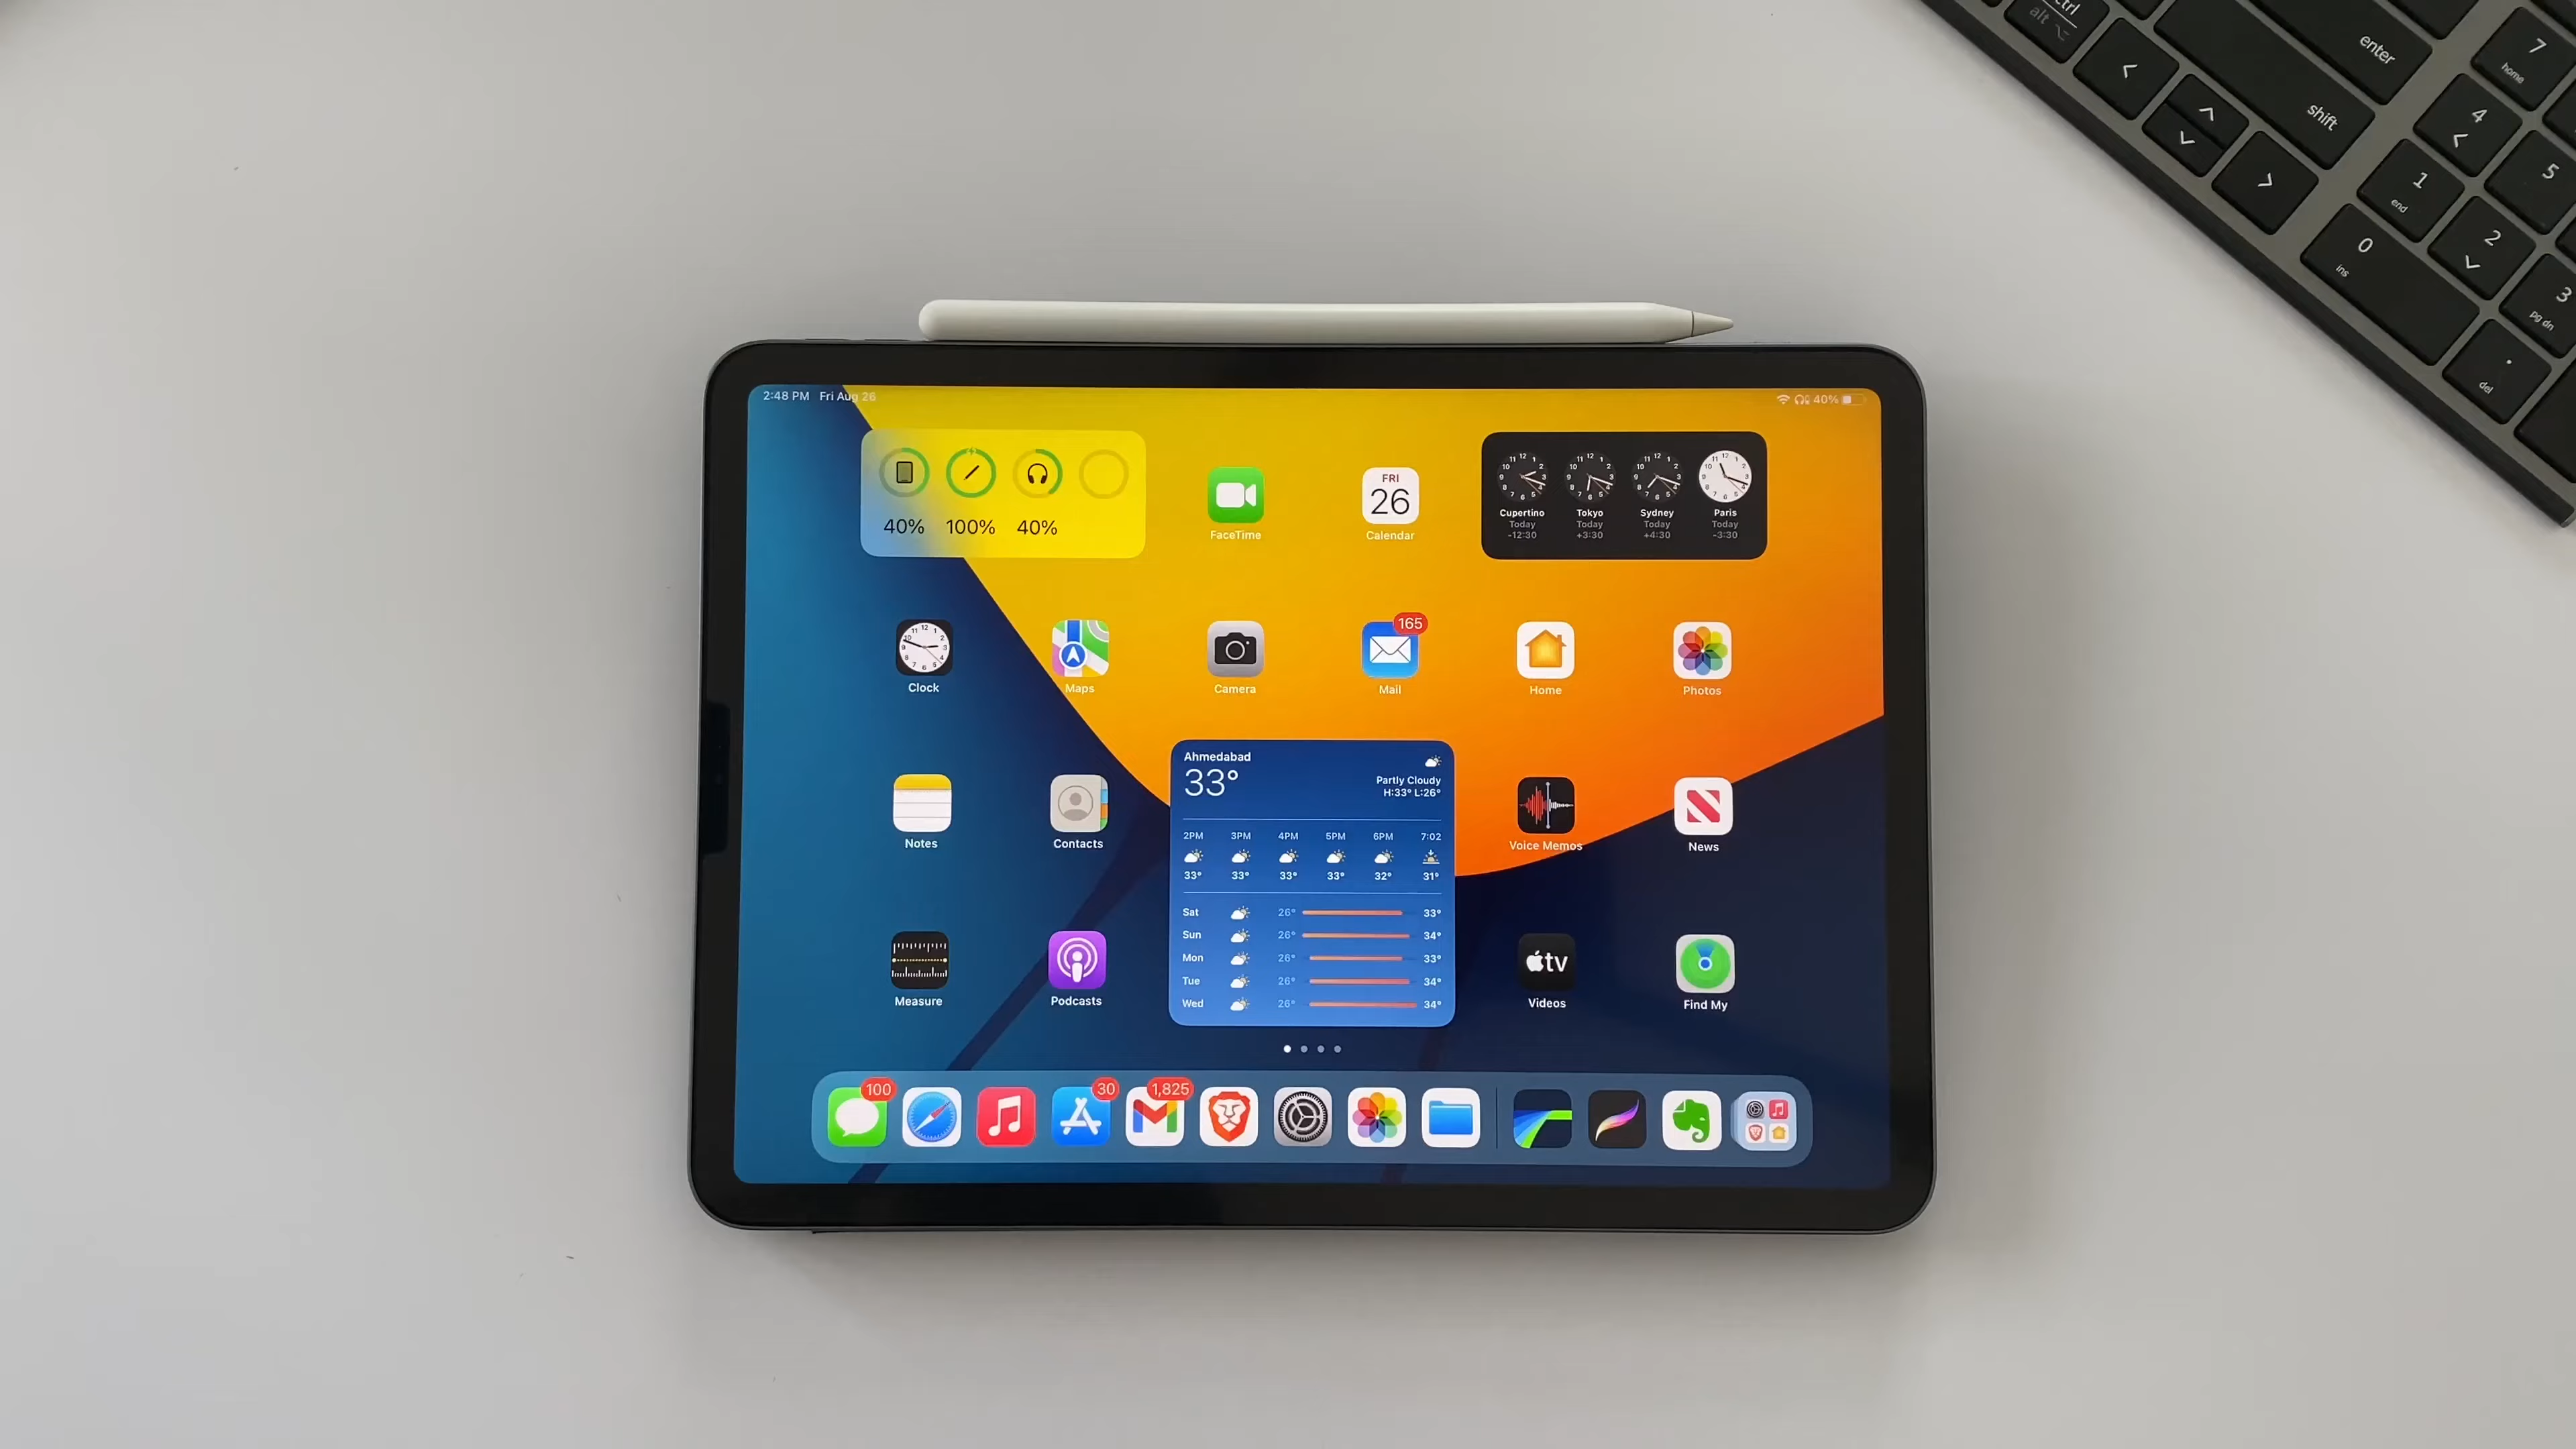 ctrl
alt ⌥
enter
shift
7
home
4
5
1
end
2
3
pg dn
0
ins
.
del
2:48 PM Fri Aug 26
40%
40% 100% 40%
FaceTime
FRI
26
Calendar
Cupertino Tokyo Sydney Paris
Today Today Today Today
-12:30 +3:30 +4:30 -3:30
Clock
Maps
Camera
165
Mail
Home
Photos
Notes
Contacts
Ahmedabad
33°
Partly Cloudy
H:33° L:26°
2PM 3PM 4PM 5PM 6PM 7:02
33° 33° 33° 33° 32° 31°
Sat 26° 33°
Sun 26° 34°
Mon 26° 33°
Tue 26° 34°
Wed 26° 34°
Voice Memos
News
Measure
Podcasts
tv
Videos
Find My
100 30 1,825